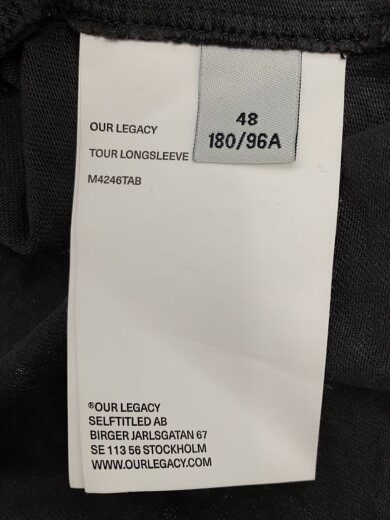 48
180/96A
OUR LEGACY
TOUR LONGSLEEVE
M4246TAB
®OUR LEGACY
SELFTITLED AB
BIRGER JARLSGATAN 67
SE 113 56 STOCKHOLM
WWW.OURLEGACY.COM